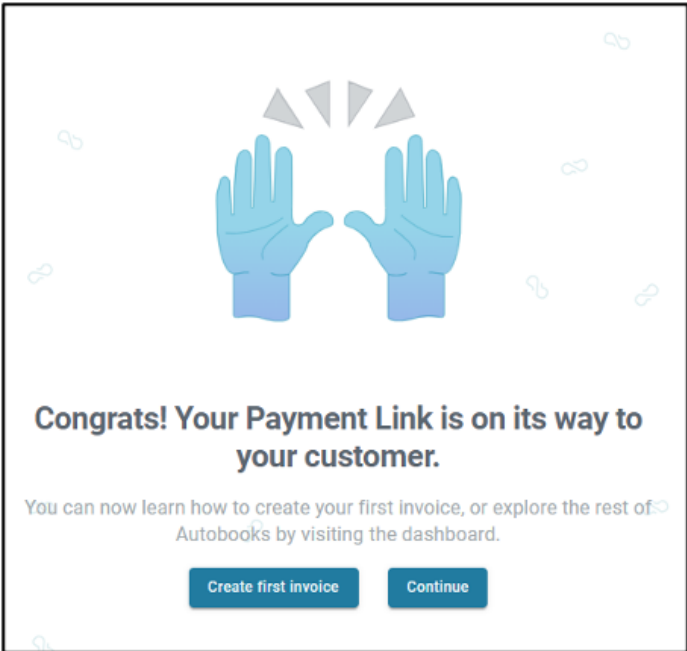 Congrats! Your Payment Link is on its way to
your customer.
You can now learn how to create your first invoice, or explore the rest of
Autobooks by visiting the dashboard.
Create first invoice
Continue